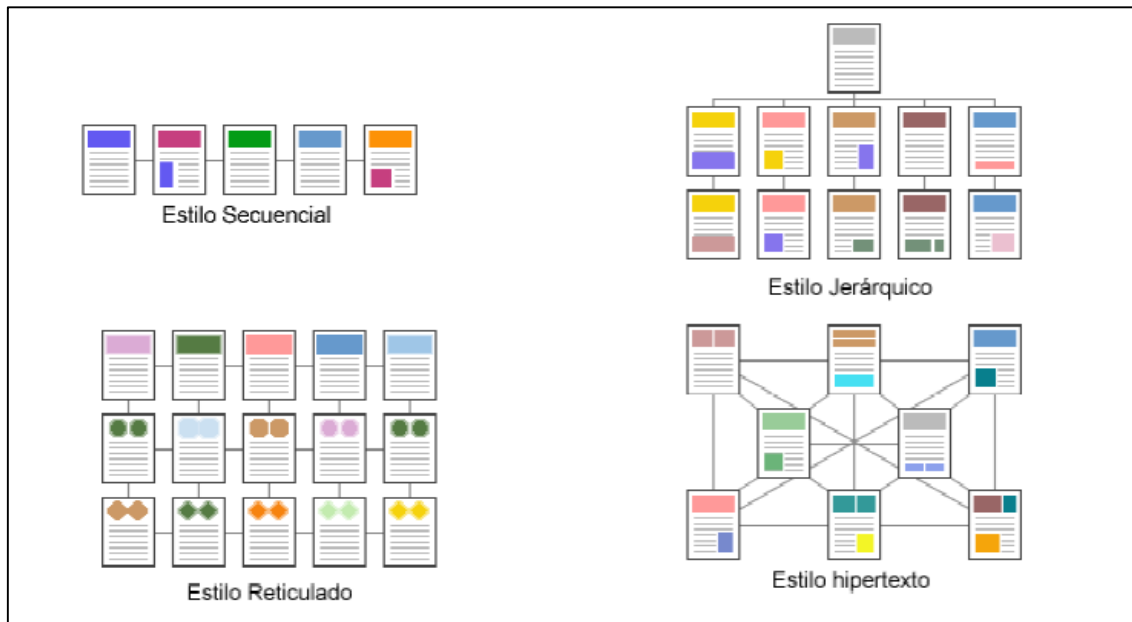 Estilo Secuencial
Estilo Jerárquico
Estilo Reticulado
Estilo hipertexto